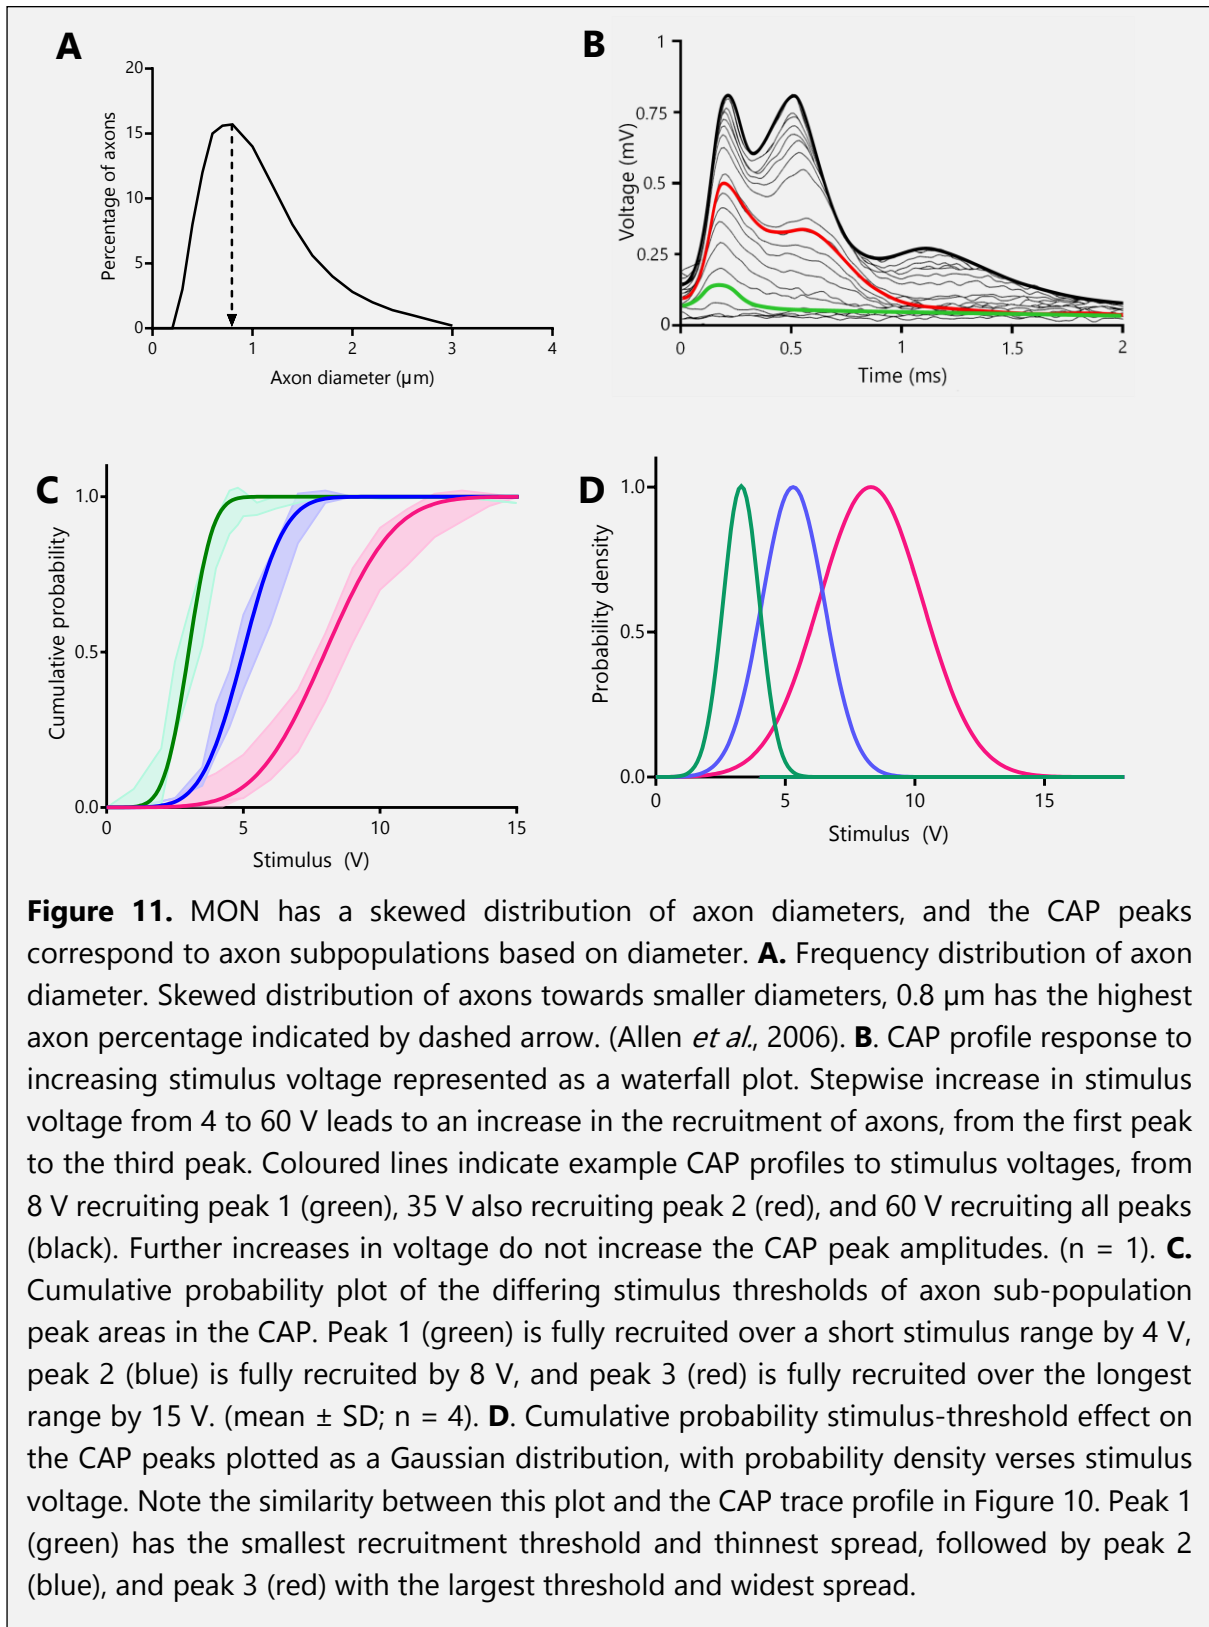 A
20
15
10
5
0
Percentage of axons
0 1 2 3 4
Axon diameter (µm)
B
1
0.75
0.5
0.25
0
Voltage (mV)
0 0.5 1 1.5 2
Time (ms)
C
1.0
0.5
0.0
Cumulative probability
0 5 10 15
Stimulus (V)
D
1.0
0.5
0.0
Probability density
0 5 10 15
Stimulus (V)
Figure 11. MON has a skewed distribution of axon diameters, and the CAP peaks
correspond to axon subpopulations based on diameter. A. Frequency distribution of axon
diameter. Skewed distribution of axons towards smaller diameters, 0.8 µm has the highest
axon percentage indicated by dashed arrow. (Allen et al., 2006). B. CAP profile response to
increasing stimulus voltage represented as a waterfall plot. Stepwise increase in stimulus
voltage from 4 to 60 V leads to an increase in the recruitment of axons, from the first peak
to the third peak. Coloured lines indicate example CAP profiles to stimulus voltages, from
8 V recruiting peak 1 (green), 35 V also recruiting peak 2 (red), and 60 V recruiting all peaks
(black). Further increases in voltage do not increase the CAP peak amplitudes. (n = 1). C.
Cumulative probability plot of the differing stimulus thresholds of axon sub-population
peak areas in the CAP. Peak 1 (green) is fully recruited over a short stimulus range by 4 V,
peak 2 (blue) is fully recruited by 8 V, and peak 3 (red) is fully recruited over the longest
range by 15 V. (mean ± SD; n = 4). D. Cumulative probability stimulus-threshold effect on
the CAP peaks plotted as a Gaussian distribution, with probability density verses stimulus
voltage. Note the similarity between this plot and the CAP trace profile in Figure 10. Peak 1
(green) has the smallest recruitment threshold and thinnest spread, followed by peak 2
(blue), and peak 3 (red) with the largest threshold and widest spread.